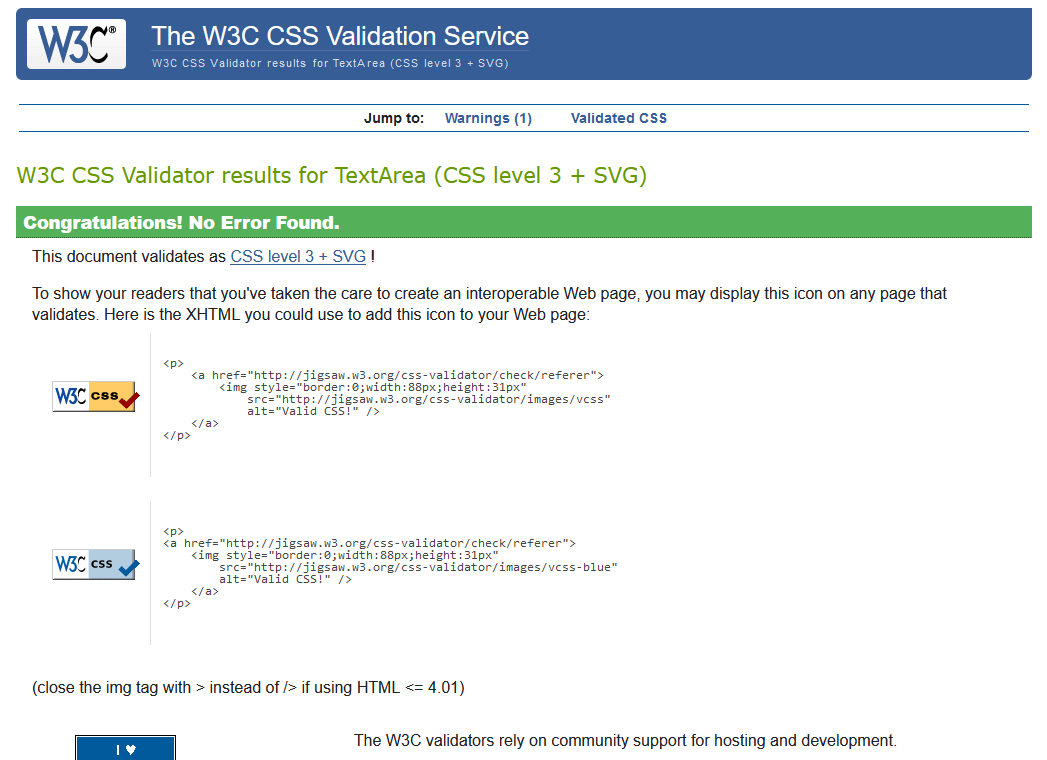 W3C®
The W3C CSS Validation Service
W3C CSS Validator results for TextArea (CSS level 3 + SVG)
Jump to: Warnings (1) Validated CSS
W3C CSS Validator results for TextArea (CSS level 3 + SVG)
Congratulations! No Error Found.
This document validates as CSS level 3 + SVG !
To show your readers that you've taken the care to create an interoperable Web page, you may display this icon on any page that
validates. Here is the XHTML you could use to add this icon to your Web page:
<p>
<a href="http://jigsaw.w3.org/css-validator/check/referer">
<img style="border:0;width:88px;height:31px"
W3C css
src="http://jigsaw.w3.org/css-validator/images/vcss"
alt="Valid CSS!" />
</a>
</p>
<p>
<a href="http://jigsaw.w3.org/css-validator/check/referer">
<img style="border:0;width:88px;height:31px"
W3C css
src="http://jigsaw.w3.org/css-validator/images/vcss-blue"
alt="Valid CSS!" />
</a>
</p>
(close the img tag with > instead of /> if using HTML <= 4.01)
I ♥
The W3C validators rely on community support for hosting and development.